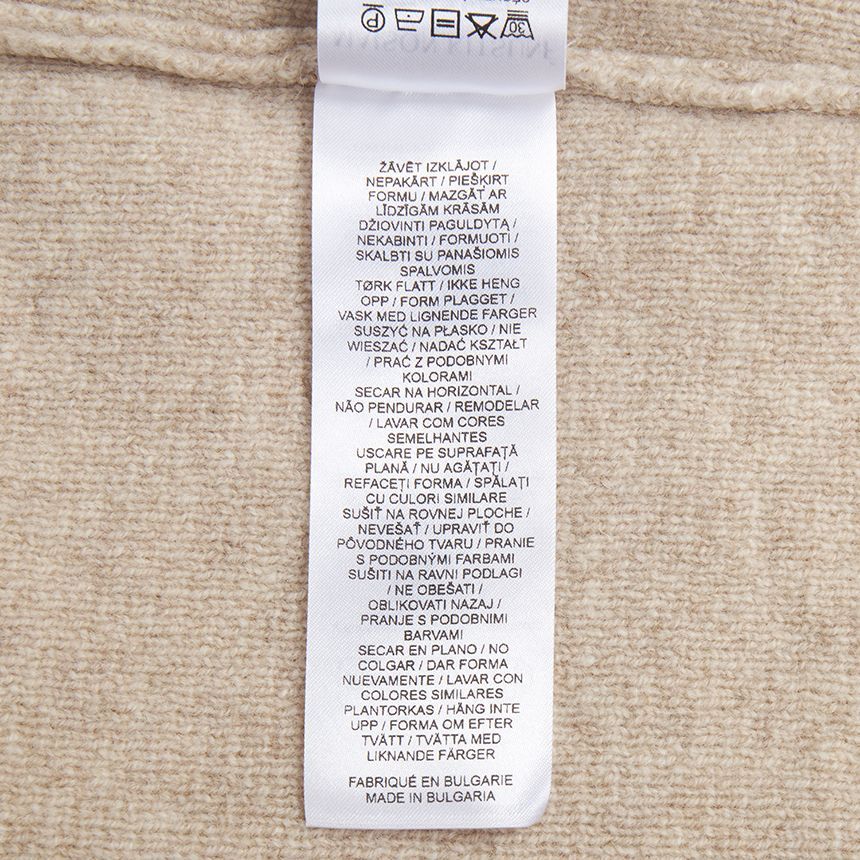 ŽĀVĒT IZKLĀJOT /
NEPAKĀRT / PIEŠĶIRT
FORMU / MAZGĀT AR
LĪDZĪGĀM KRĀSĀM
DŽIOVINTI PAGULDYTĄ /
NEKABINTI / FORMUOTI /
SKALBTI SU PANAŠIOMIS
SPALVOMIS
TØRK FLATT / IKKE HENG
OPP / FORM PLAGGET /
VASK MED LIGNENDE FARGER
SUSZYĆ NA PŁASKO / NIE
WIESZAĆ / NADAĆ KSZTAŁT
/ PRAĆ Z PODOBNYMI
KOLORAMI
SECAR NA HORIZONTAL /
NÃO PENDURAR / REMODELAR
/ LAVAR COM CORES
SEMELHANTES
USCARE PE SUPRAFAȚĂ
PLANĂ / NU AGĂȚAȚI /
REFACEȚI FORMA / SPĂLAȚI
CU CULORI SIMILARE
SUŠIŤ NA ROVNEJ PLOCHE /
NEVEŠAŤ / UPRAVIŤ DO
PÔVODNÉHO TVARU / PRANIE
S PODOBNÝMI FARBAMI
SUŠITI NA RAVNI PODLAGI
/ NE OBEŠATI /
OBLIKOVATI NAZAJ /
PRANJE S PODOBNIMI
BARVAMI
SECAR EN PLANO / NO
COLGAR / DAR FORMA
NUEVAMENTE / LAVAR CON
COLORES SIMILARES
PLANTORKAS / HÄNG INTE
UPP / FORMA OM EFTER
TVÄTT / TVÄTTA MED
LIKNANDE FÄRGER
FABRIQUÉ EN BULGARIE
MADE IN BULGARIA